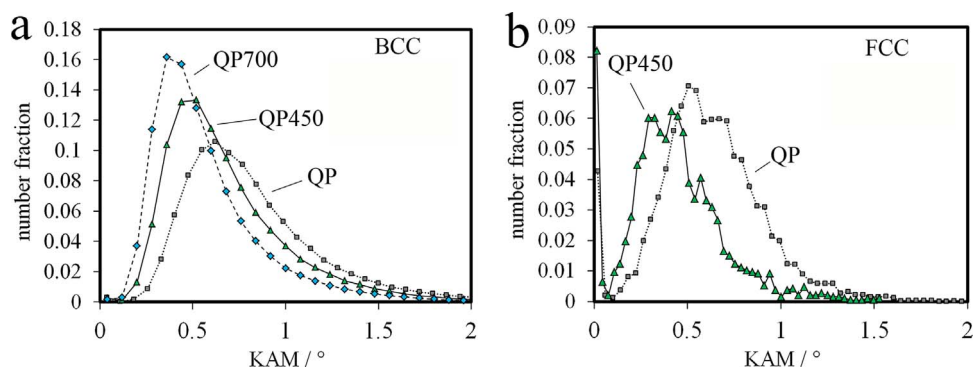 a
BCC
QP700
QP450
QP
number fraction
0.18
0.16
0.14
0.12
0.1
0.08
0.06
0.04
0.02
0
0 0.5 1 1.5 2
KAM / °
b
FCC
QP450
QP
number fraction
0.09
0.08
0.07
0.06
0.05
0.04
0.03
0.02
0.01
0.00
0 0.5 1 1.5 2
KAM / °